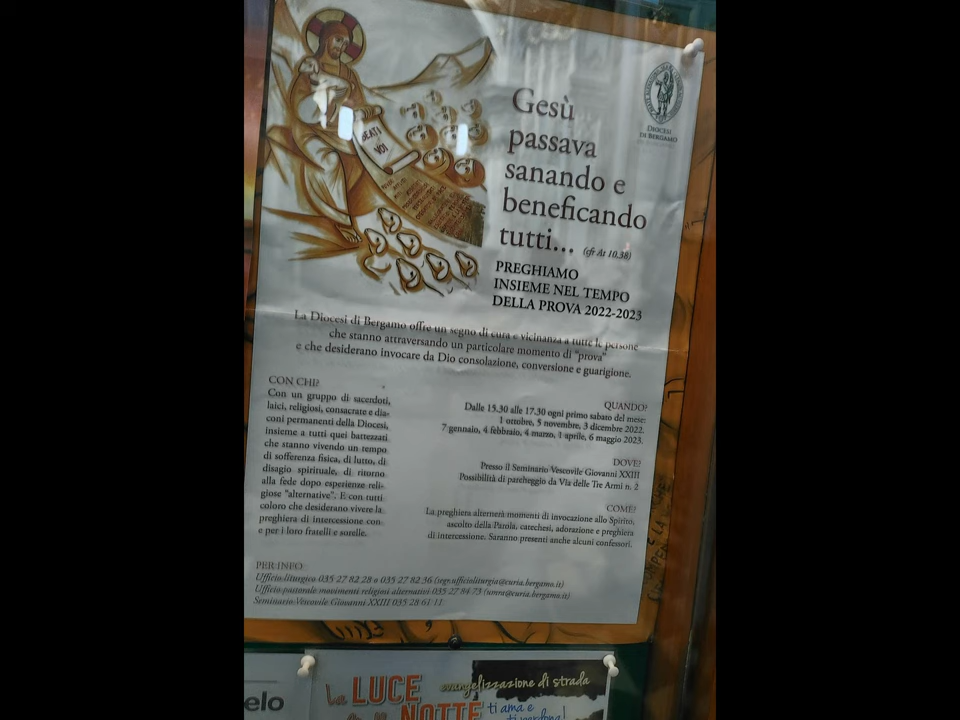 BEATI
VOI
DIOCESI
DI BERGAMO
Gesù
passava
sanando e
beneficando
tutti... (cfr At 10,38)
PREGHIAMO
INSIEME NEL TEMPO
DELLA PROVA 2022-2023
La Diocesi di Bergamo offre un segno di cura e vicinanza a tutte le persone
che stanno attraversando un particolare momento di "prova"
e che desiderano invocare da Dio consolazione, conversione e guarigione.
CON CHI?
Con un gruppo di sacerdoti,
laici, religiosi, consacrate e dia-
coni permanenti della Diocesi,
insieme a tutti quei battezzati
che stanno vivendo un tempo
di sofferenza fisica, di lutto, di
disagio spirituale, di ritorno
alla fede dopo esperienze reli-
giose "alternative". E con tutti
coloro che desiderano vivere la
preghiera di intercessione con
e per i loro fratelli e sorelle.
QUANDO?
Dalle 15.30 alle 17.30 ogni primo sabato del mese:
1 ottobre, 5 novembre, 3 dicembre 2022.
7 gennaio, 4 febbraio, 4 marzo, 1 aprile, 6 maggio 2023.
DOVE?
Presso il Seminario Vescovile Giovanni XXIII
Possibilità di parcheggio da Via delle Tre Armi n. 2
COME?
La preghiera alternerà momenti di invocazione allo Spirito,
ascolto della Parola, catechesi, adorazione e preghiera
di intercessione. Saranno presenti anche alcuni confessori.
PER INFO:
Ufficio liturgico 035 27 82 28 o 035 27 82 56 (segr.ufficioliturgia@curia.bergamo.it)
Ufficio pastorale movimenti religiosi alternativi 035 27 84 73 (umra@curia.bergamo.it)
Seminario Vescovile Giovanni XXIII 035 28 61 11
elo
La LUCE
NOTTE
evangelizzazione di strada
ti ama e
ti perdona!